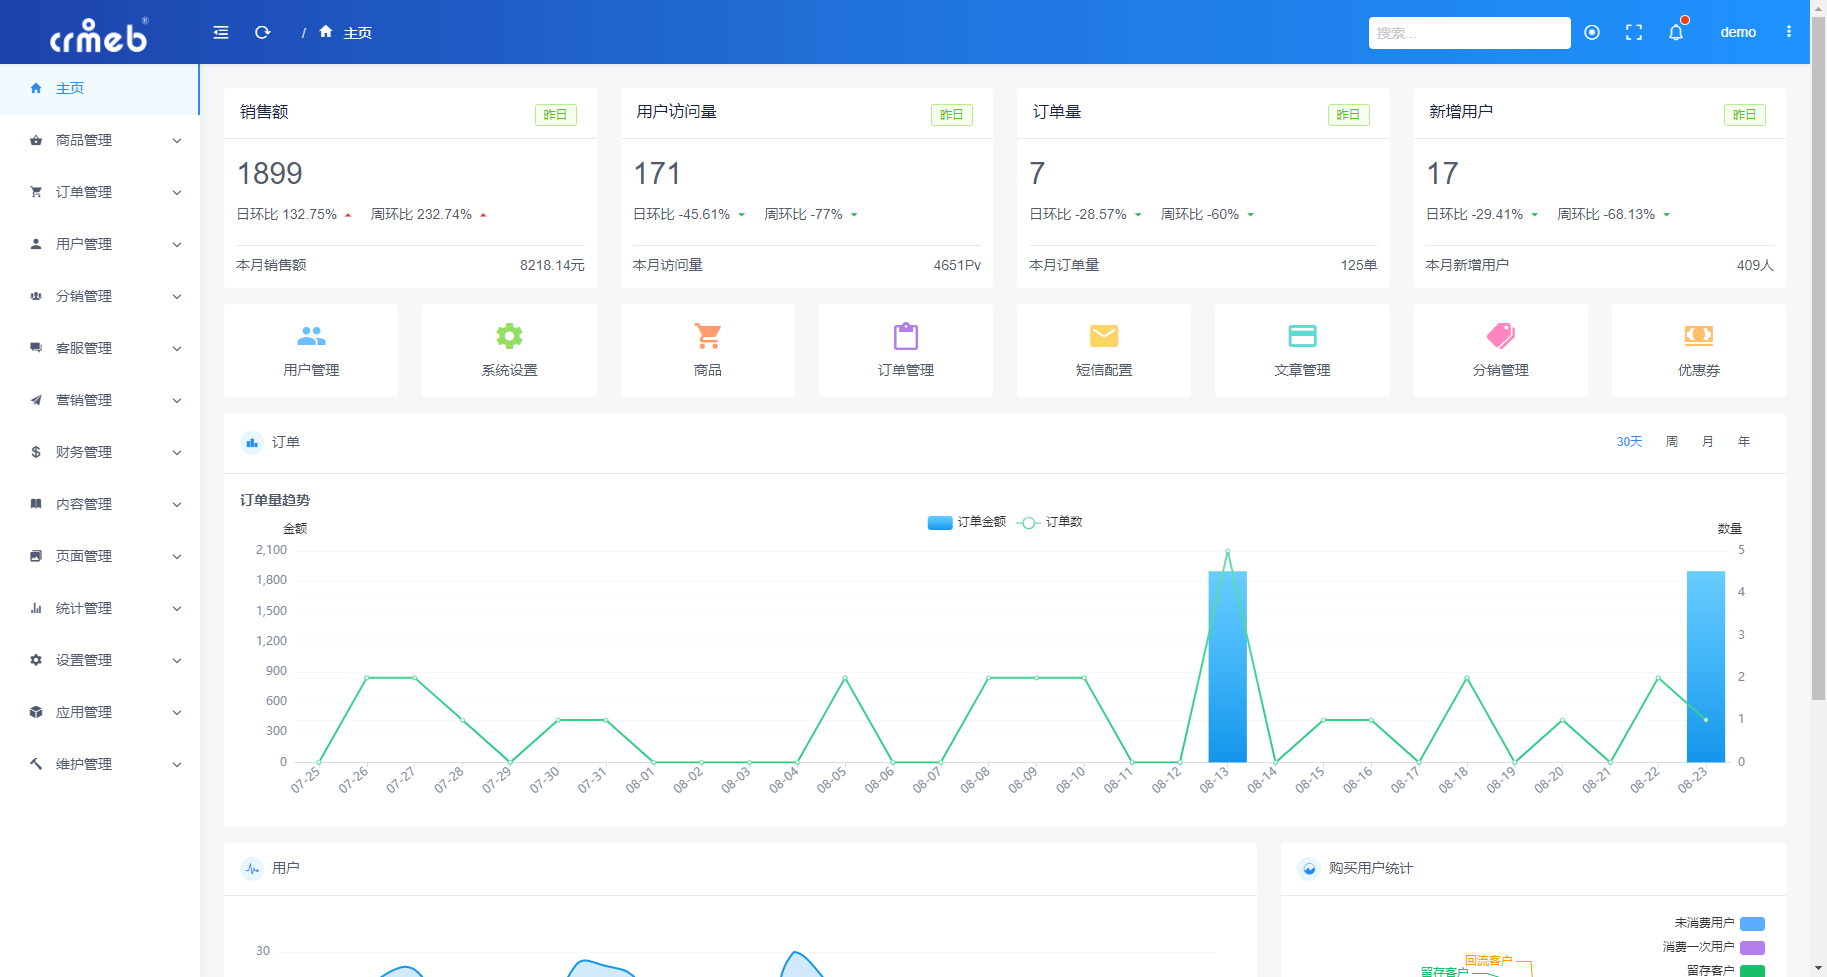 crmeb®
/ 主页
搜索...
demo
主页
商品管理
订单管理
用户管理
分销管理
客服管理
营销管理
财务管理
内容管理
页面管理
统计管理
设置管理
应用管理
维护管理
销售额 昨日
1899
日环比 132.75% 周环比 232.74%
本月销售额 8218.14元
用户访问量 昨日
171
日环比 -45.61% 周环比 -77%
本月访问量 4651Pv
订单量 昨日
7
日环比 -28.57% 周环比 -60%
本月订单量 125单
新增用户 昨日
17
日环比 -29.41% 周环比 -68.13%
本月新增用户 409人
用户管理
系统设置
商品
订单管理
短信配置
文章管理
分销管理
优惠券
订单
30天 周 月 年
订单量趋势
订单金额 订单数
金额
数量
2,100
1,800
1,500
1,200
900
600
300
0
5
4
3
2
1
0
07-25
07-26
07-27
07-28
07-29
07-30
07-31
08-01
08-02
08-03
08-04
08-05
08-06
08-07
08-08
08-09
08-10
08-11
08-12
08-13
08-14
08-15
08-16
08-17
08-18
08-19
08-20
08-21
08-22
08-23
用户
30
购买用户统计
未消费用户
消费一次用户
留存客户
回流客户
留存客户